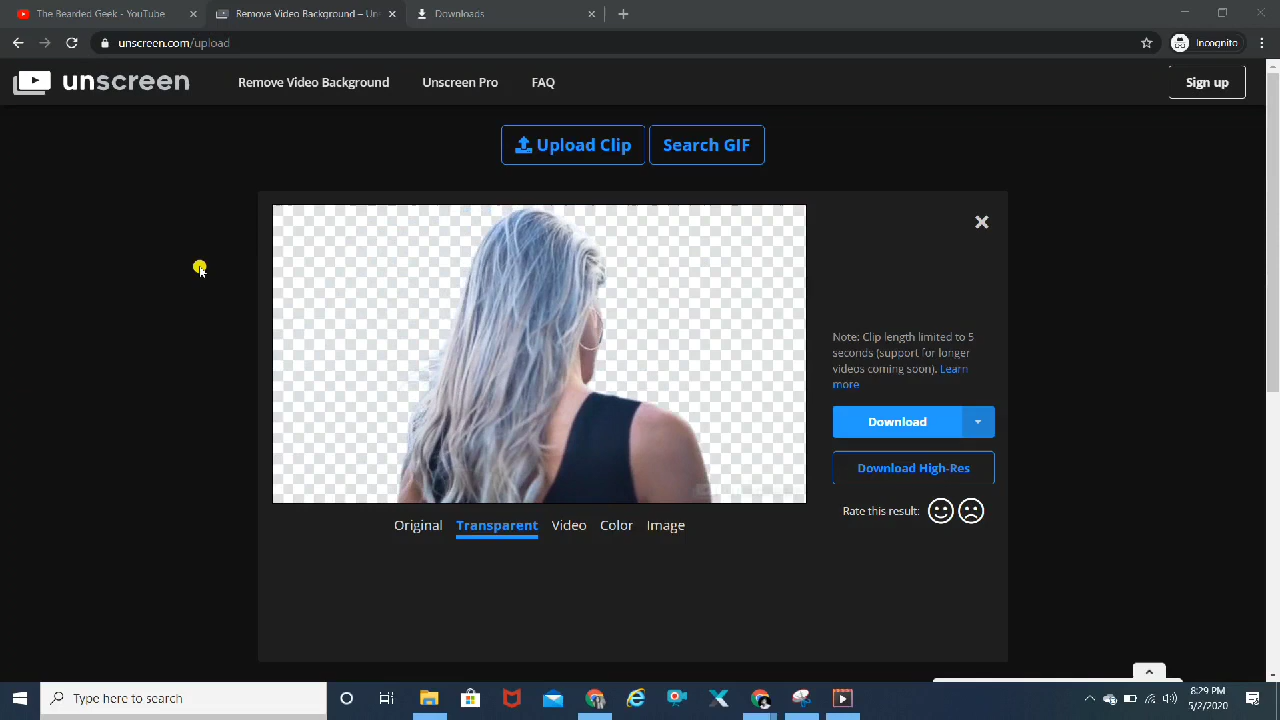 The Bearded Geek - YouTube
Remove Video Background – Un
Downloads
unscreen.com/upload
Incognito
unscreen
Remove Video Background
Unscreen Pro
FAQ
Sign up
Upload Clip
Search GIF
Note: Clip length limited to 5
seconds (support for longer
videos coming soon). Learn
more
Download
Download High-Res
Rate this result:
Original
Transparent
Video
Color
Image
Type here to search
8:29 PM
5/2/2020